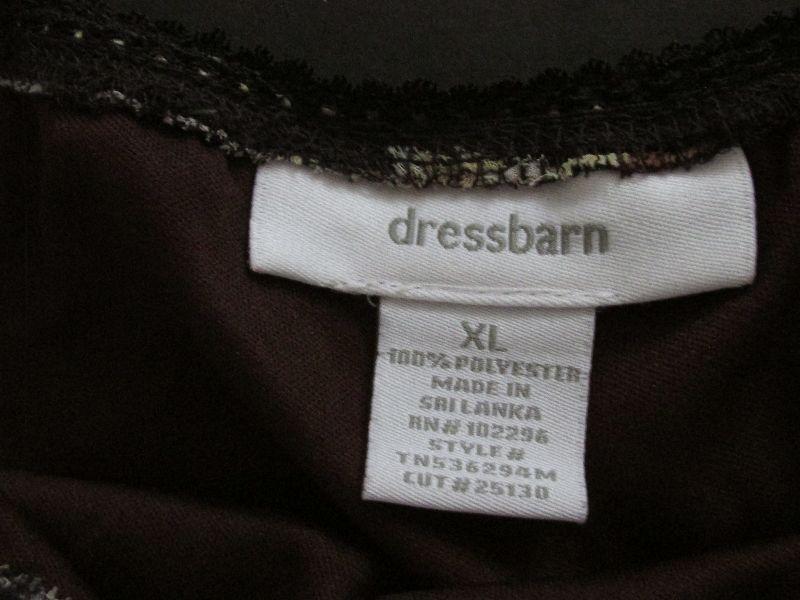 dressbarn
XL
100% POLYESTER
MADE IN
SRI LANKA
RN# 102296
STYLE#
TN536294M
CUT# 25130